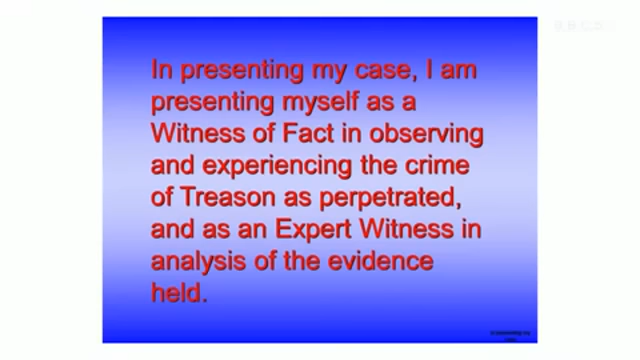 In presenting my case, I am
presenting myself as a
Witness of Fact in observing
and experiencing the crime
of Treason as perpetrated,
and as an Expert Witness in
analysis of the evidence
held.